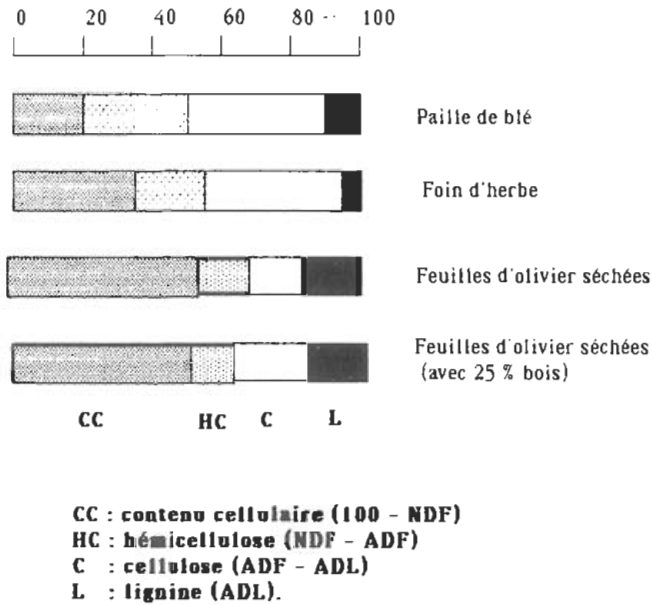 0 20 40 60 80 100
Paille de blé
Foin d'herbe
Feuilles d'olivier séchées
Feuilles d'olivier séchées
(avec 25 % bois)
CC HC C L
CC : contenu cellulaire (100 - NDF)
HC : hémicellulose (NDF - ADF)
C : cellulose (ADF - ADL)
L : lignine (ADL).